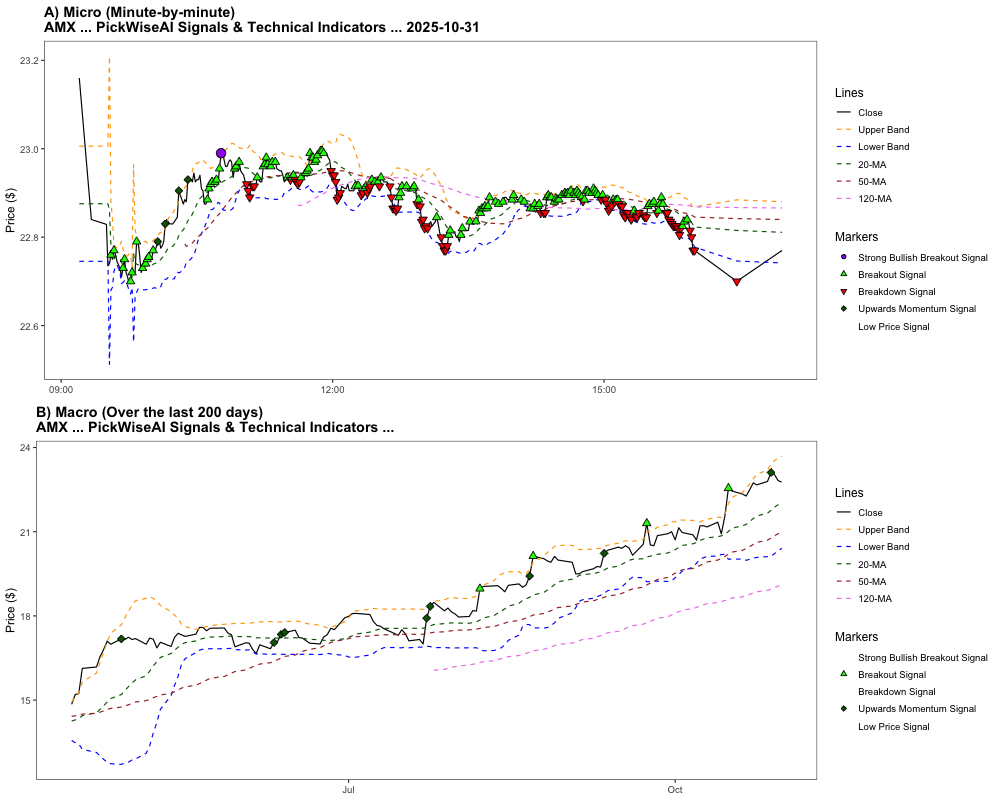 A) Micro (Minute-by-minute)
AMX ... PickWiseAI Signals & Technical Indicators ... 2025-10-31
Price ($)
23.2
23.0
22.8
22.6
09:00
12:00
15:00
Lines
Close
Upper Band
Lower Band
20-MA
50-MA
120-MA
Markers
Strong Bullish Breakout Signal
Breakout Signal
Breakdown Signal
Upwards Momentum Signal
Low Price Signal
B) Macro (Over the last 200 days)
AMX ... PickWiseAI Signals & Technical Indicators ...
Price ($)
24
21
18
15
Jul
Oct
Lines
Close
Upper Band
Lower Band
20-MA
50-MA
120-MA
Markers
Strong Bullish Breakout Signal
Breakout Signal
Breakdown Signal
Upwards Momentum Signal
Low Price Signal